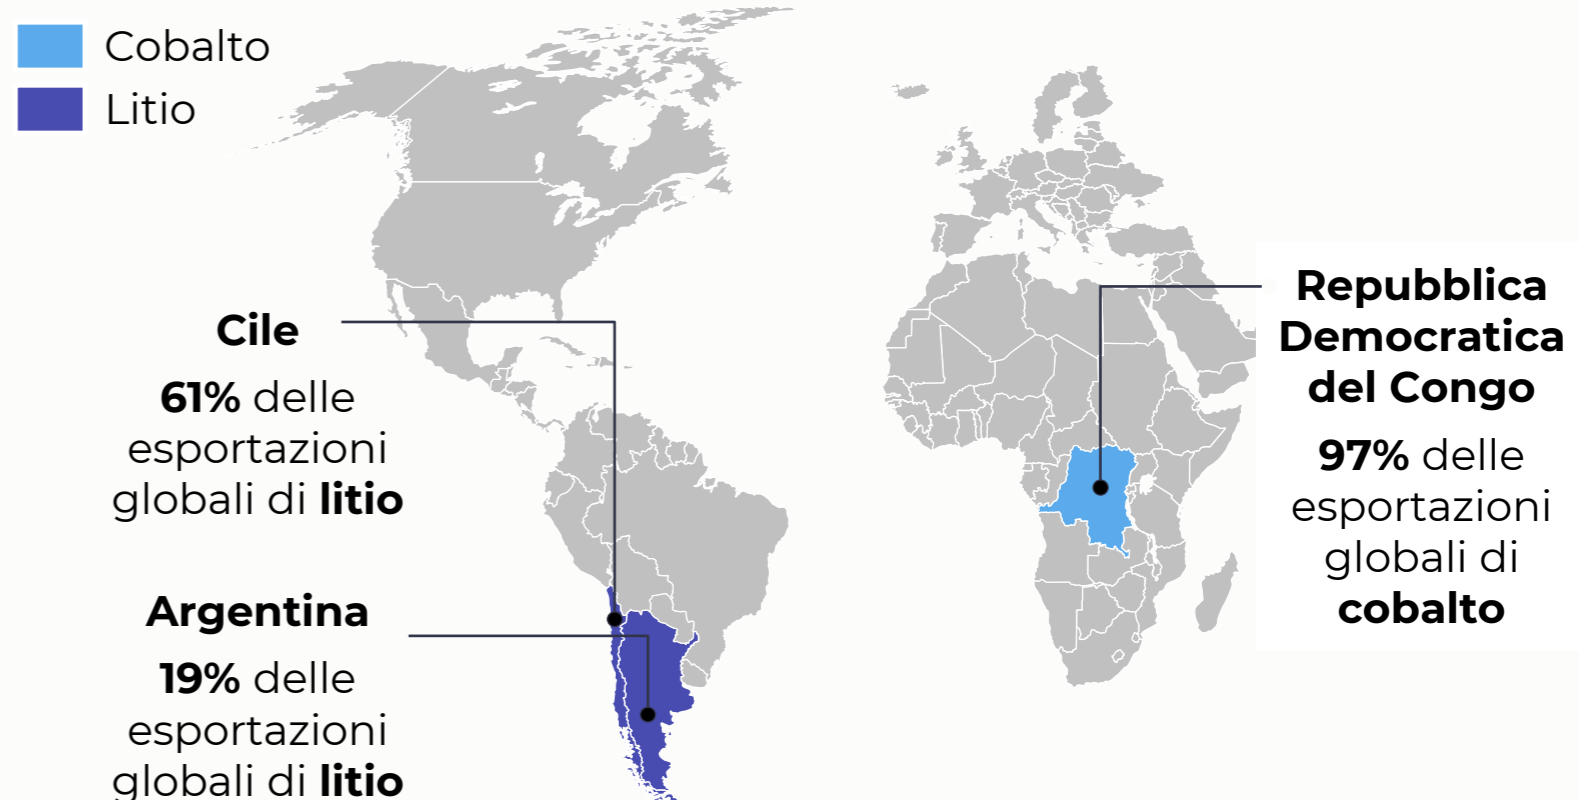 Cobalto
Litio
Cile
61% delle
esportazioni
globali di litio
Argentina
19% delle
esportazioni
globali di litio
Repubblica
Democratica
del Congo
97% delle
esportazioni
globali di
cobalto